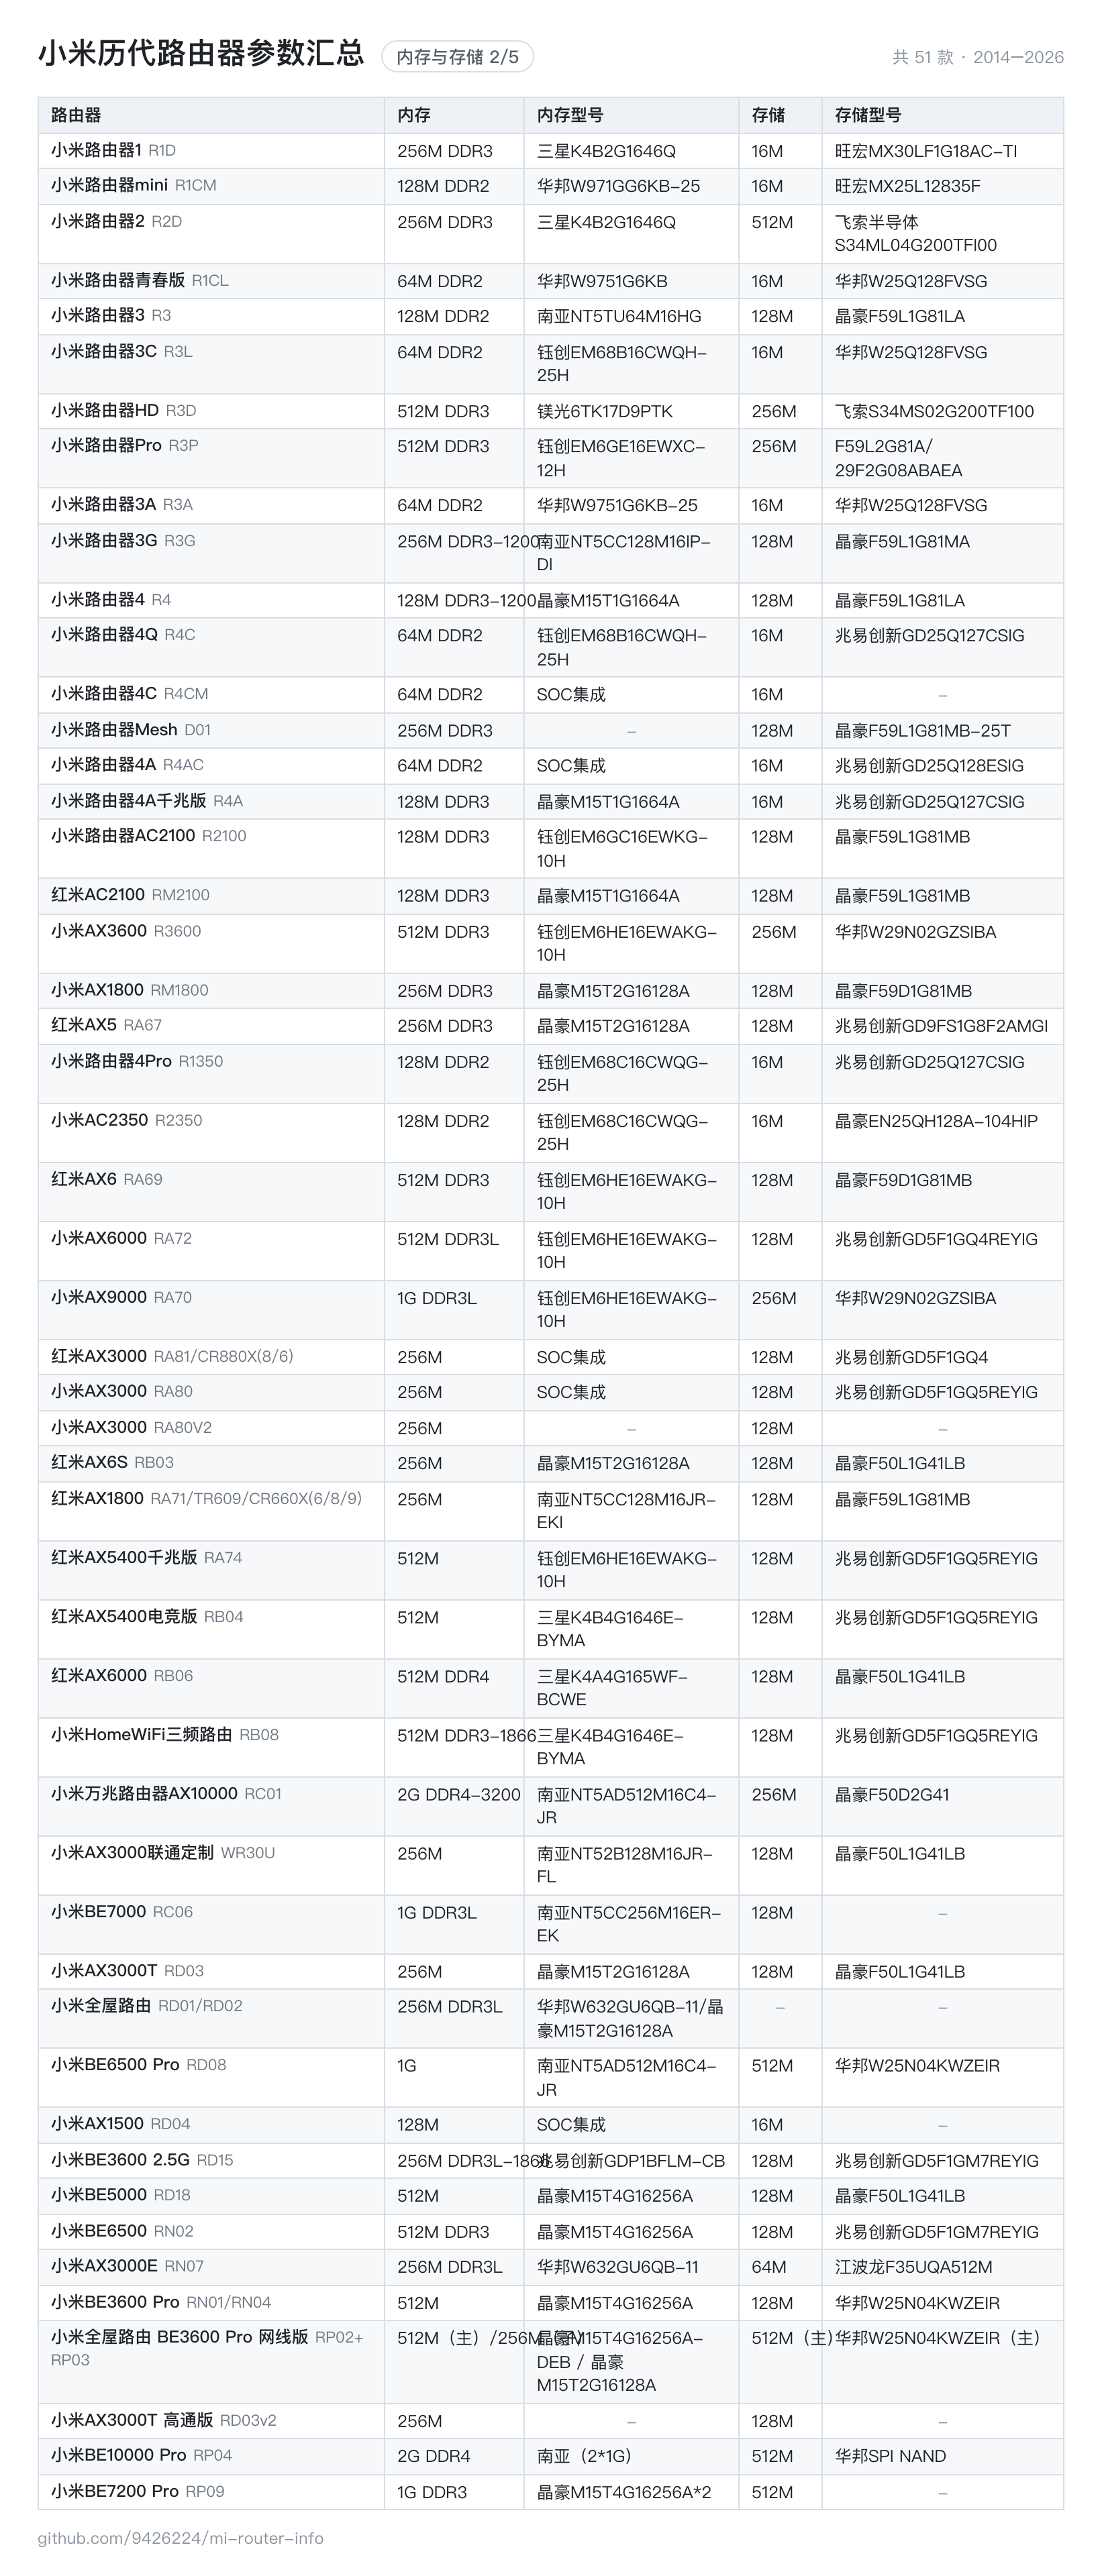 小米历代路由器参数汇总 内存与存储 2/5 共 51 款 · 2014—2026
路由器 内存 内存型号 存储 存储型号
小米路由器1 R1D 256M DDR3 三星K4B2G1646Q 16M 旺宏MX30LF1G18AC-TI
小米路由器mini R1CM 128M DDR2 华邦W971GG6KB-25 16M 旺宏MX25L12835F
小米路由器2 R2D 256M DDR3 三星K4B2G1646Q 512M 飞索半导体
S34ML04G200TFI00
小米路由器青春版 R1CL 64M DDR2 华邦W9751G6KB 16M 华邦W25Q128FVSG
小米路由器3 R3 128M DDR2 南亚NT5TU64M16HG 128M 晶豪F59L1G81LA
小米路由器3C R3L 64M DDR2 钰创EM68B16CWQH- 16M 华邦W25Q128FVSG
25H
小米路由器HD R3D 512M DDR3 镁光6TK17D9PTK 256M 飞索S34MS02G200TF100
小米路由器Pro R3P 512M DDR3 钰创EM6GE16EWXC- 256M F59L2G81A/
12H 29F2G08ABAEA
小米路由器3A R3A 64M DDR2 华邦W9751G6KB-25 16M 华邦W25Q128FVSG
小米路由器3G R3G 256M DDR3-1200 南亚NT5CC128M16IP- 128M 晶豪F59L1G81MA
DI
小米路由器4 R4 128M DDR3-1200 晶豪M15T1G1664A 128M 晶豪F59L1G81LA
小米路由器4Q R4C 64M DDR2 钰创EM68B16CWQH- 16M 兆易创新GD25Q127CSIG
25H
小米路由器4C R4CM 64M DDR2 SOC集成 16M –
小米路由器Mesh D01 256M DDR3 – 128M 晶豪F59L1G81MB-25T
小米路由器4A R4AC 64M DDR2 SOC集成 16M 兆易创新GD25Q128ESIG
小米路由器4A千兆版 R4A 128M DDR3 晶豪M15T1G1664A 16M 兆易创新GD25Q127CSIG
小米路由器AC2100 R2100 128M DDR3 钰创EM6GC16EWKG- 128M 晶豪F59L1G81MB
10H
红米AC2100 RM2100 128M DDR3 晶豪M15T1G1664A 128M 晶豪F59L1G81MB
小米AX3600 R3600 512M DDR3 钰创EM6HE16EWAKG- 256M 华邦W29N02GZSIBA
10H
小米AX1800 RM1800 256M DDR3 晶豪M15T2G16128A 128M 晶豪F59D1G81MB
红米AX5 RA67 256M DDR3 晶豪M15T2G16128A 128M 兆易创新GD9FS1G8F2AMGI
小米路由器4Pro R1350 128M DDR2 钰创EM68C16CWQG- 16M 兆易创新GD25Q127CSIG
25H
小米AC2350 R2350 128M DDR2 钰创EM68C16CWQG- 16M 晶豪EN25QH128A-104HIP
25H
红米AX6 RA69 512M DDR3 钰创EM6HE16EWAKG- 128M 晶豪F59D1G81MB
10H
小米AX6000 RA72 512M DDR3L 钰创EM6HE16EWAKG- 128M 兆易创新GD5F1GQ4REYIG
10H
小米AX9000 RA70 1G DDR3L 钰创EM6HE16EWAKG- 256M 华邦W29N02GZSIBA
10H
红米AX3000 RA81/CR880X(8/6) 256M SOC集成 128M 兆易创新GD5F1GQ4
小米AX3000 RA80 256M SOC集成 128M 兆易创新GD5F1GQ5REYIG
小米AX3000 RA80V2 256M – 128M –
红米AX6S RB03 256M 晶豪M15T2G16128A 128M 晶豪F50L1G41LB
红米AX1800 RA71/TR609/CR660X(6/8/9) 256M 南亚NT5CC128M16JR- 128M 晶豪F59L1G81MB
EKI
红米AX5400千兆版 RA74 512M 钰创EM6HE16EWAKG- 128M 兆易创新GD5F1GQ5REYIG
10H
红米AX5400电竞版 RB04 512M 三星K4B4G1646E- 128M 兆易创新GD5F1GQ5REYIG
BYMA
红米AX6000 RB06 512M DDR4 三星K4A4G165WF- 128M 晶豪F50L1G41LB
BCWE
小米HomeWiFi三频路由 RB08 512M DDR3-1866 三星K4B4G1646E- 128M 兆易创新GD5F1GQ5REYIG
BYMA
小米万兆路由器AX10000 RC01 2G DDR4-3200 南亚NT5AD512M16C4- 256M 晶豪F50D2G41
JR
小米AX3000联通定制 WR30U 256M 南亚NT52B128M16JR- 128M 晶豪F50L1G41LB
FL
小米BE7000 RC06 1G DDR3L 南亚NT5CC256M16ER- 128M –
EK
小米AX3000T RD03 256M 晶豪M15T2G16128A 128M 晶豪F50L1G41LB
小米全屋路由 RD01/RD02 256M DDR3L 华邦W632GU6QB-11/晶 – –
豪M15T2G16128A
小米BE6500 Pro RD08 1G 南亚NT5AD512M16C4- 512M 华邦W25N04KWZEIR
JR
小米AX1500 RD04 128M SOC集成 16M –
小米BE3600 2.5G RD15 256M DDR3L-1866 兆易创新GDP1BFLM-CB 128M 兆易创新GD5F1GM7REYIG
小米BE5000 RD18 512M 晶豪M15T4G16256A 128M 晶豪F50L1G41LB
小米BE6500 RN02 512M DDR3 晶豪M15T4G16256A 128M 兆易创新GD5F1GM7REYIG
小米AX3000E RN07 256M DDR3L 华邦W632GU6QB-11 64M 江波龙F35UQA512M
小米BE3600 Pro RN01/RN04 512M 晶豪M15T4G16256A 128M 华邦W25N04KWZEIR
小米全屋路由 BE3600 Pro 网线版 RP02+ 512M（主）/256M 晶豪M15T4G16256A- 512M（主） 华邦W25N04KWZEIR（主）
RP03 DEB / 晶豪
M15T2G16128A
小米AX3000T 高通版 RD03v2 256M – 128M –
小米BE10000 Pro RP04 2G DDR4 南亚（2*1G） 512M 华邦SPI NAND
小米BE7200 Pro RP09 1G DDR3 晶豪M15T4G16256A*2 512M –
github.com/9426224/mi-router-info